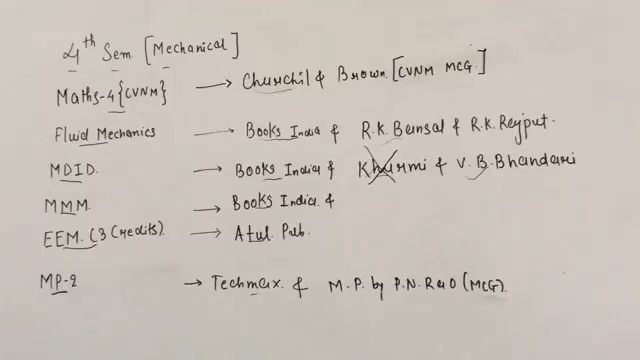 4th Sem [Mechanical]
Maths-4 {CVNM} → Churchil & Brown [CVNM MCG.]
Fluid Mechanics → Books India & R.K. Bansal & R.K. Rajput.
MDID. → Books India & Khurmi & V.B. Bhandari
MMM. → Books India &
EEM. (3 Credits). → Atul Pub.
MP-2 → Techmax. & M.P. by P.N. Rao (MCG).